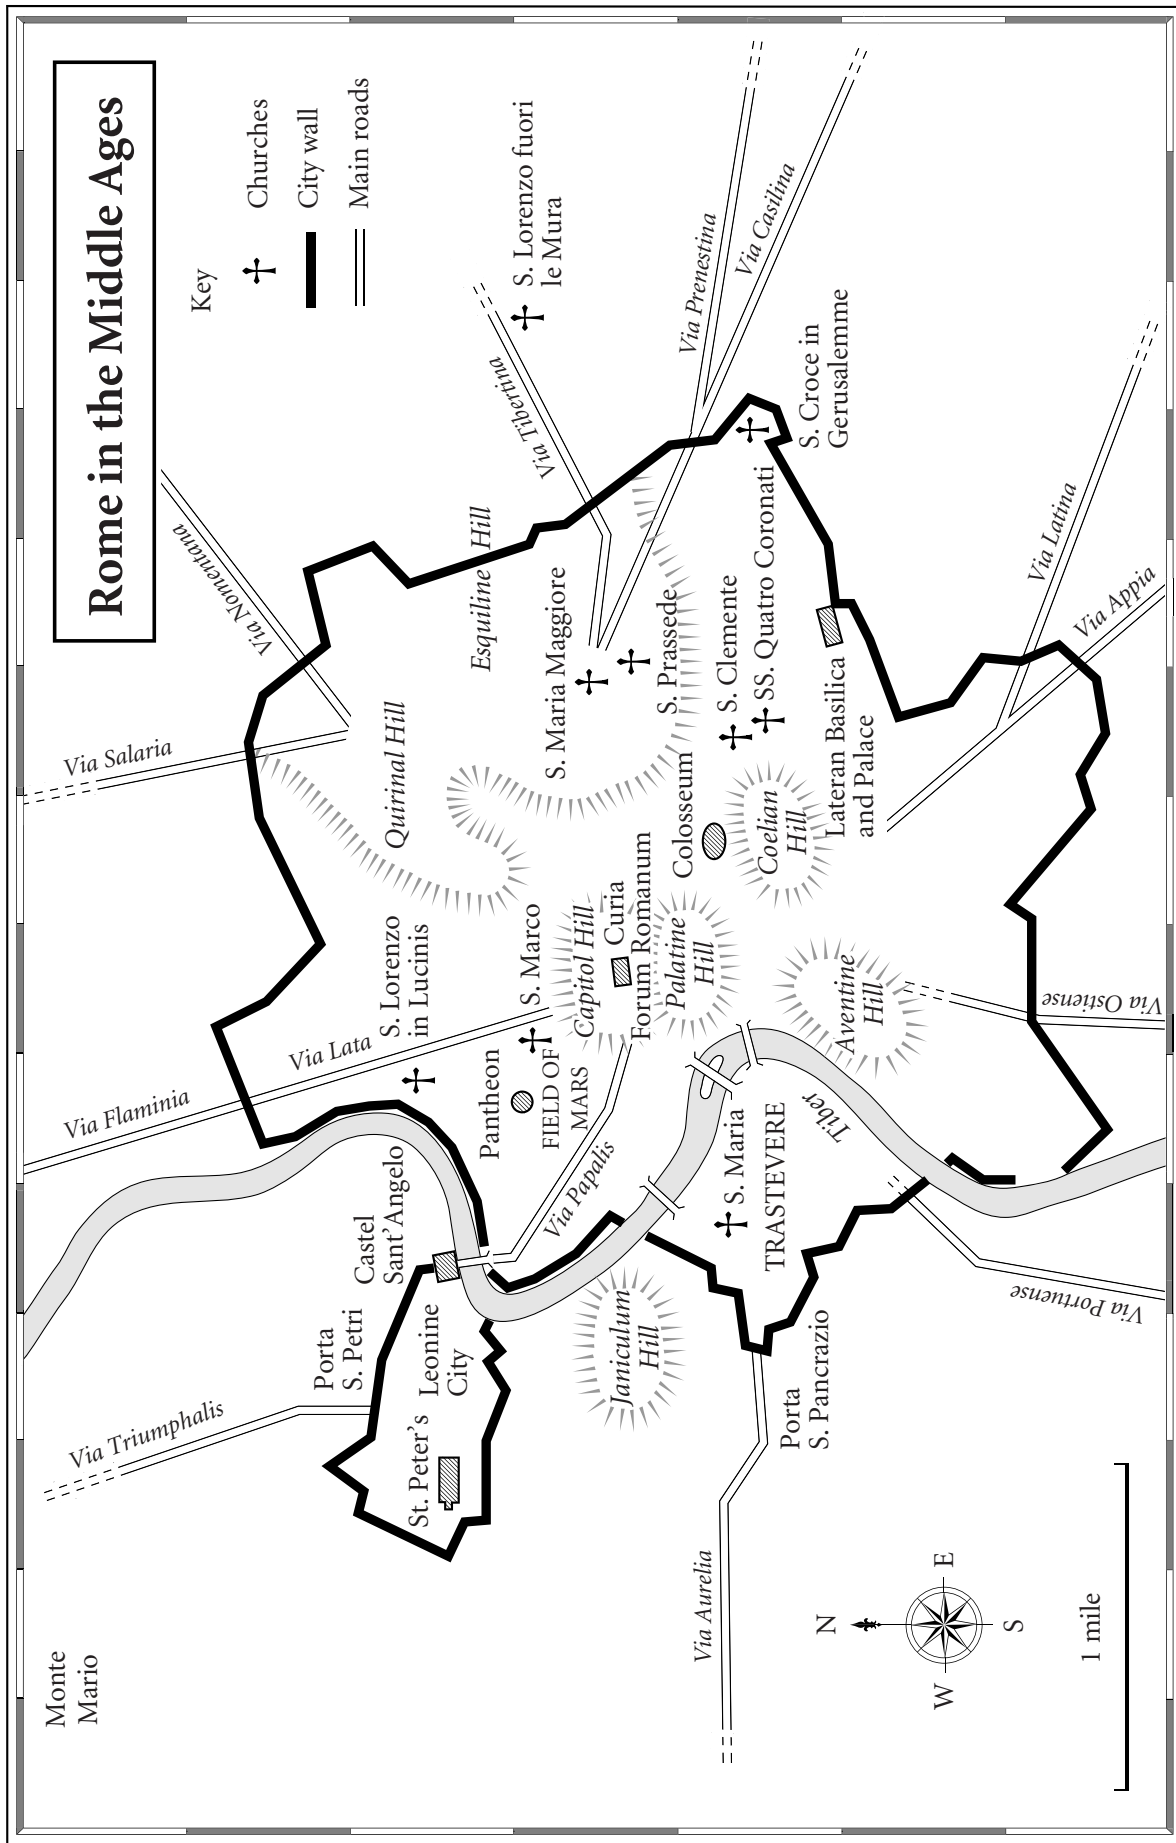 Rome in the Middle Ages
Key
Churches
City wall
Main roads
Monte
Mario
Via Triumphalis
Via Flaminia
Via Salaria
Via Nomentana
Porta
S. Petri
Castel
Sant'Angelo
Via Lata
S. Lorenzo
in Lucinis
Quirinal Hill
Esquiline Hill
Via Tibertina
S. Lorenzo fuori
le Mura
St. Peter's
Leonine
City
Pantheon
S. Marco
FIELD OF
MARS
Via Papalis
Capitol Hill
Curia
Forum Romanum
Palatine
Hill
S. Maria Maggiore
S. Prassede
Colosseum
S. Clemente
SS. Quatro Coronati
Coelian
Hill
Via Prenestina
Via Casilina
S. Croce in
Gerusalemme
Lateran Basilica
and Palace
Janiculum
Hill
S. Maria
TRASTEVERE
Tiber
Aventine
Hill
Via Aurelia
Porta
S. Pancrazio
Via Portuense
Via Ostiense
Via Latina
Via Appia
N
W
E
S
1 mile